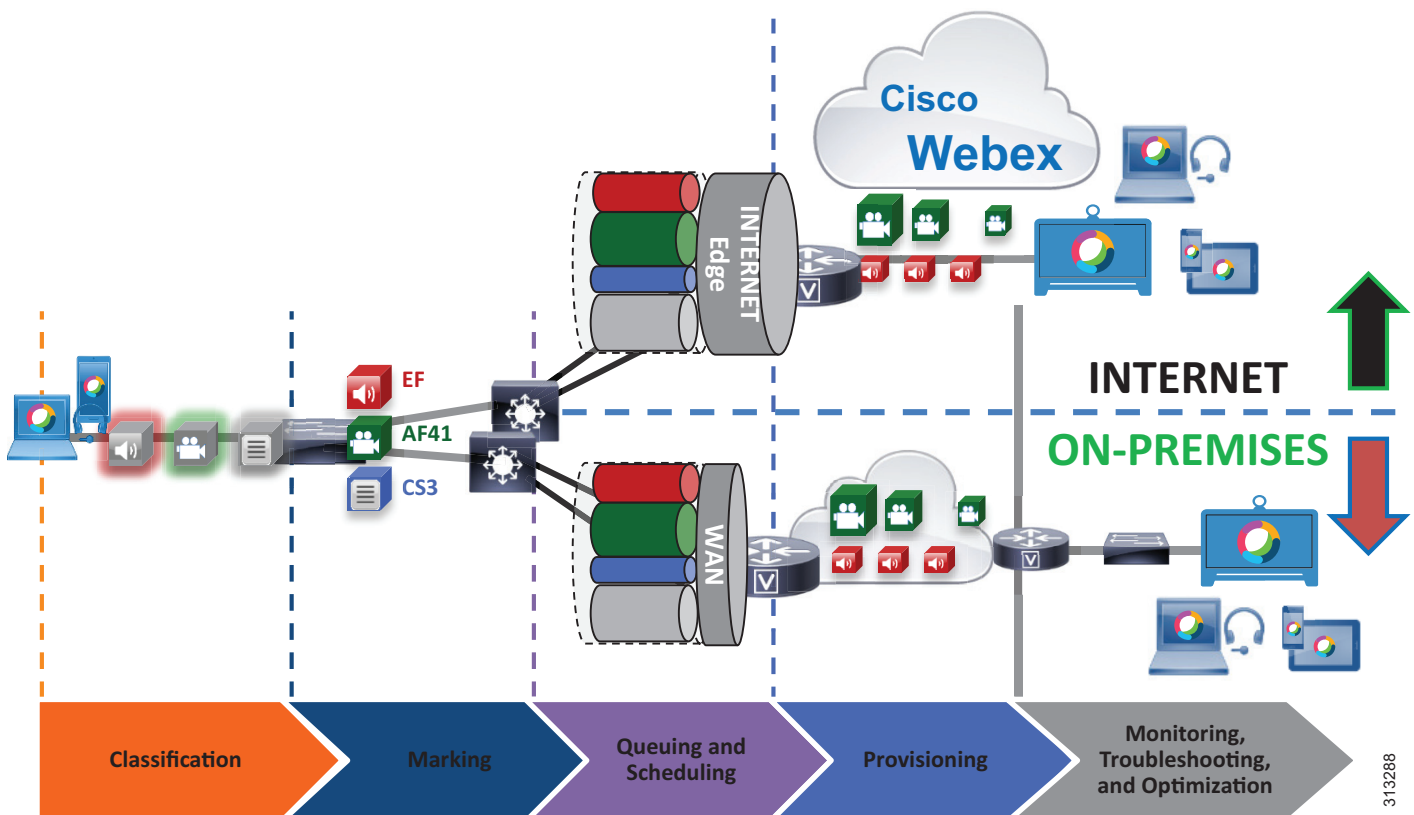 Cisco
Webex
INTERNET
Edge
EF
AF41
CS3
INTERNET
ON-PREMISES
WAN
V
V
V
Classification
Marking
Queuing and
Scheduling
Provisioning
Monitoring,
Troubleshooting,
and Optimization
313288